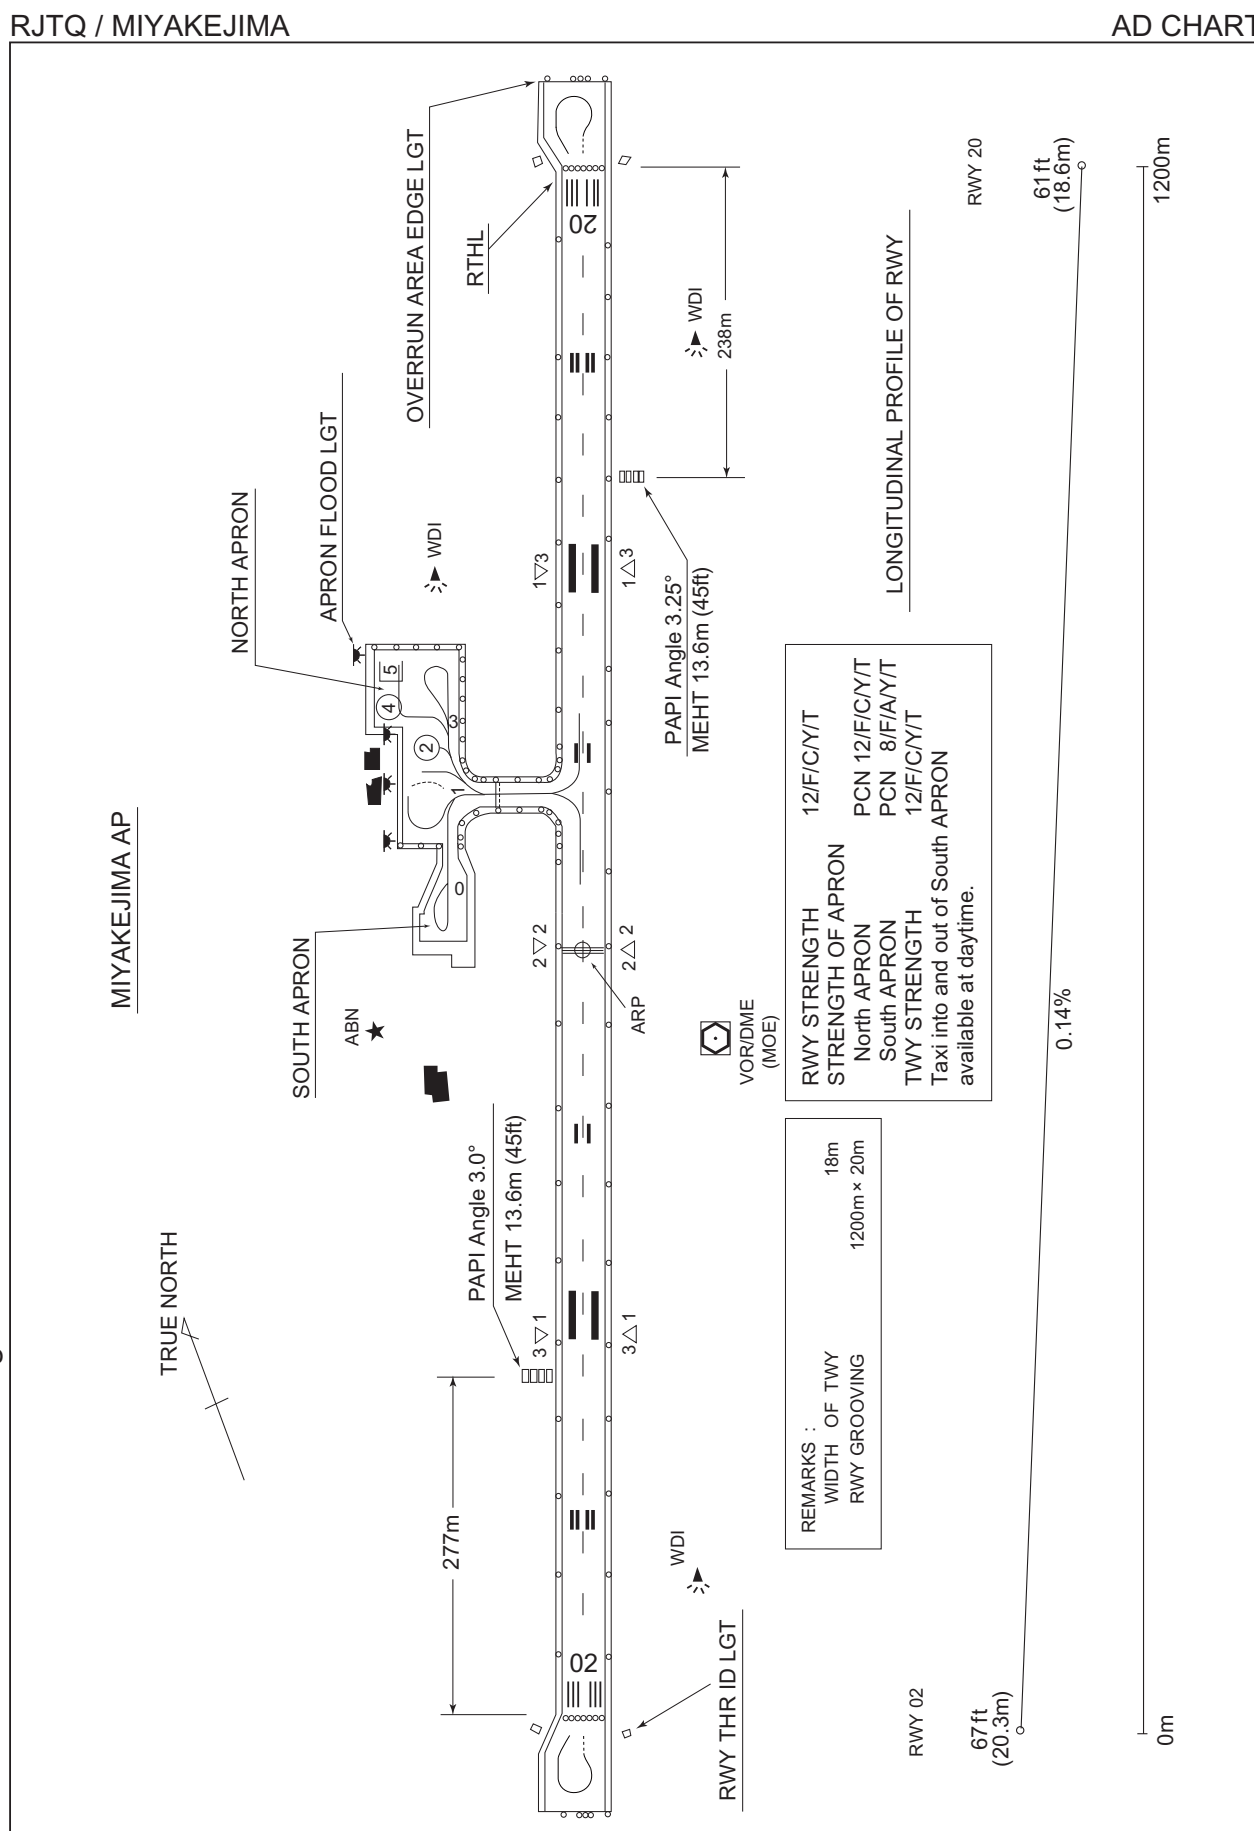 RJTQ / MIYAKEJIMA
AD CHART
MIYAKEJIMA AP
TRUE NORTH
OVERRUN AREA EDGE LGT
RTHL
APRON FLOOD LGT
NORTH APRON
SOUTH APRON
ABN
WDI
WDI
WDI
5
4
3
2
1
0
20
02
1 3
1 3
2 2
2 2
3 1
3 1
ARP
238m
277m
PAPI Angle 3.25°
MEHT 13.6m (45ft)
PAPI Angle 3.0°
MEHT 13.6m (45ft)
VOR/DME
(MOE)
RWY THR ID LGT
REMARKS :
WIDTH OF TWY 18m
RWY GROOVING 1200m × 20m
RWY STRENGTH 12/F/C/Y/T
STRENGTH OF APRON
North APRON PCN 12/F/C/Y/T
South APRON PCN 8/F/A/Y/T
TWY STRENGTH 12/F/C/Y/T
Taxi into and out of South APRON
available at daytime.
LONGITUDINAL PROFILE OF RWY
RWY 02
67ft
(20.3m)
0.14%
RWY 20
61ft
(18.6m)
0m
1200m